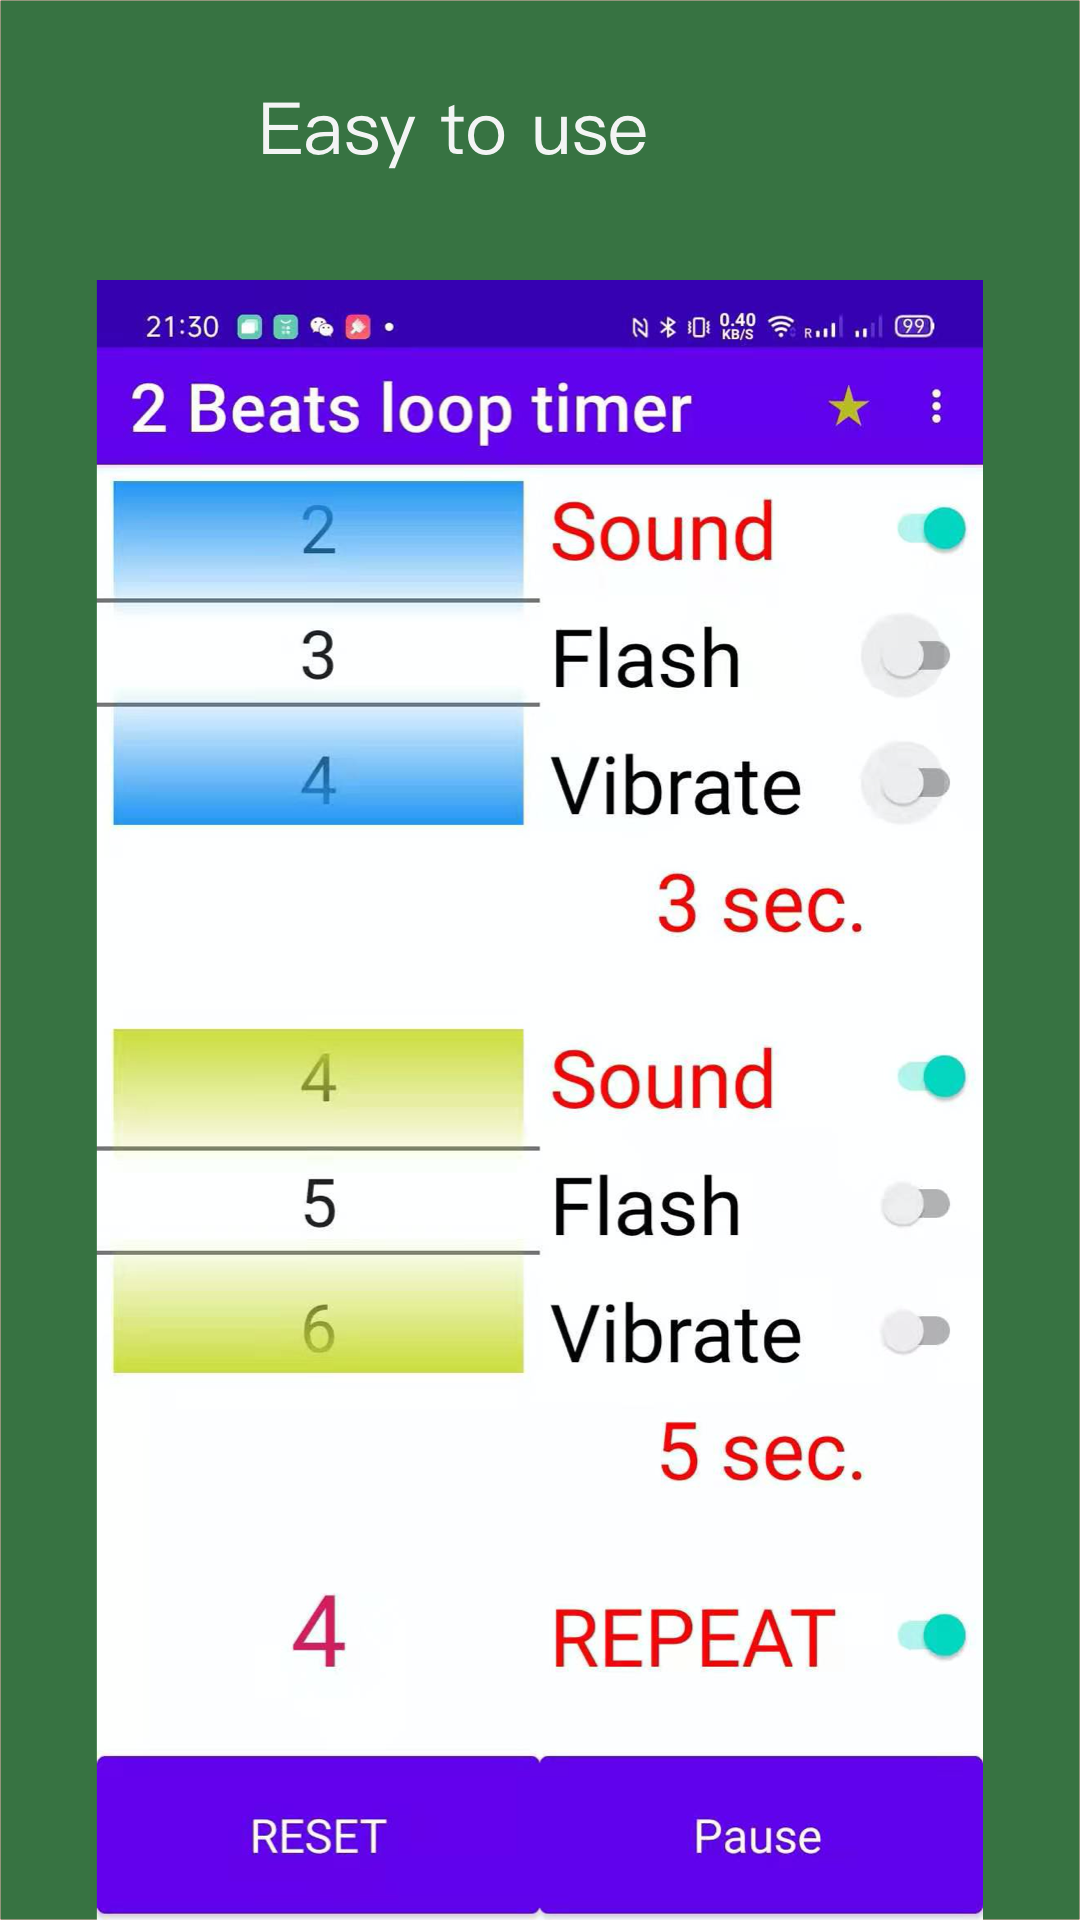 Easy to use
21:30 0.40 KB/S R 99
2 Beats loop timer
2 Sound
3 Flash
4 Vibrate
3 sec.
4 Sound
5 Flash
6 Vibrate
5 sec.
4 REPEAT
RESET Pause